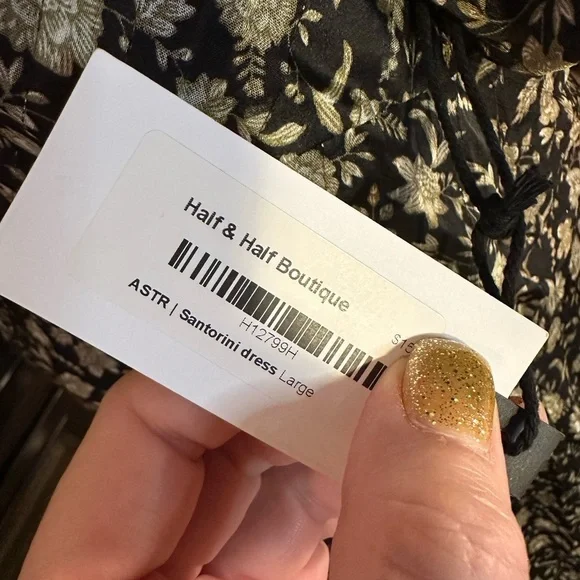 Half & Half Boutique
H12799H
ASTR | Santorini dress Large